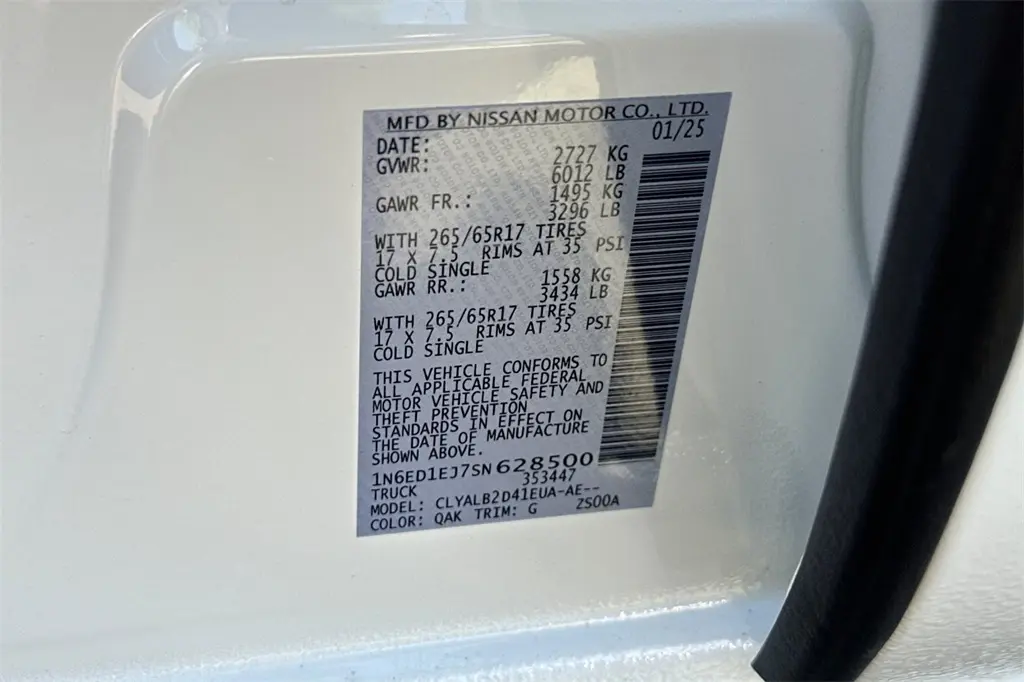 MFD BY NISSAN MOTOR CO., LTD.
DATE: 01/25
GVWR: 2727 KG
6012 LB
GAWR FR.: 1495 KG
3296 LB
WITH 265/65R17 TIRES
17 X 7.5 RIMS AT 35 PSI
COLD SINGLE
GAWR RR.: 1558 KG
3434 LB
WITH 265/65R17 TIRES
17 X 7.5 RIMS AT 35 PSI
COLD SINGLE
THIS VEHICLE CONFORMS TO
ALL APPLICABLE FEDERAL
MOTOR VEHICLE SAFETY AND
THEFT PREVENTION
STANDARDS IN EFFECT ON
THE DATE OF MANUFACTURE
SHOWN ABOVE.
1N6ED1EJ7SN628500
353447
TRUCK
MODEL: CLYALB2D41EUA-AE--
COLOR: QAK TRIM: G ZS00A